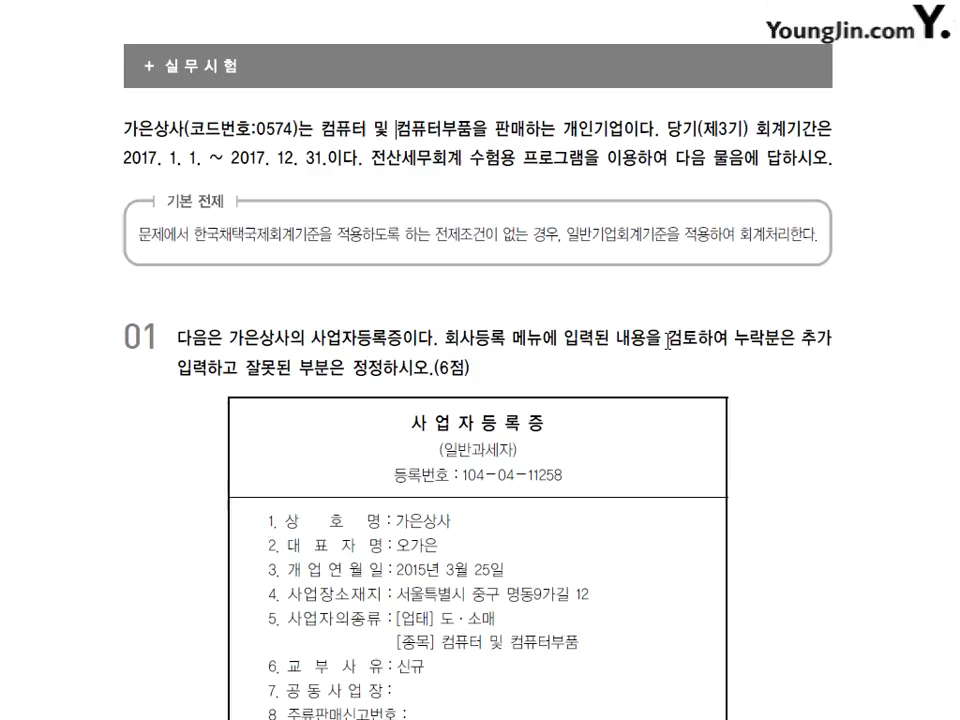 YoungJin.com Y.
+ 실무시험
가은상사(코드번호:0574)는 컴퓨터 및 컴퓨터부품을 판매하는 개인기업이다. 당기(제3기) 회계기간은
2017. 1. 1. ~ 2017. 12. 31.이다. 전산세무회계 수험용 프로그램을 이용하여 다음 물음에 답하시오.
기본 전제
문제에서 한국채택국제회계기준을 적용하도록 하는 전제조건이 없는 경우, 일반기업회계기준을 적용하여 회계처리한다.
01 다음은 가은상사의 사업자등록증이다. 회사등록 메뉴에 입력된 내용을 검토하여 누락분은 추가
입력하고 잘못된 부분은 정정하시오.(6점)
사 업 자 등 록 증
(일반과세자)
등록번호 : 104-04-11258
1. 상 호 명 : 가은상사
2. 대 표 자 명 : 오가은
3. 개 업 연 월 일 : 2015년 3월 25일
4. 사업장소재지 : 서울특별시 중구 명동9가길 12
5. 사업자의종류 : [업태] 도·소매
[종목] 컴퓨터 및 컴퓨터부품
6. 교 부 사 유 : 신규
7. 공 동 사 업 장 :
8. 주류판매신고번호 :